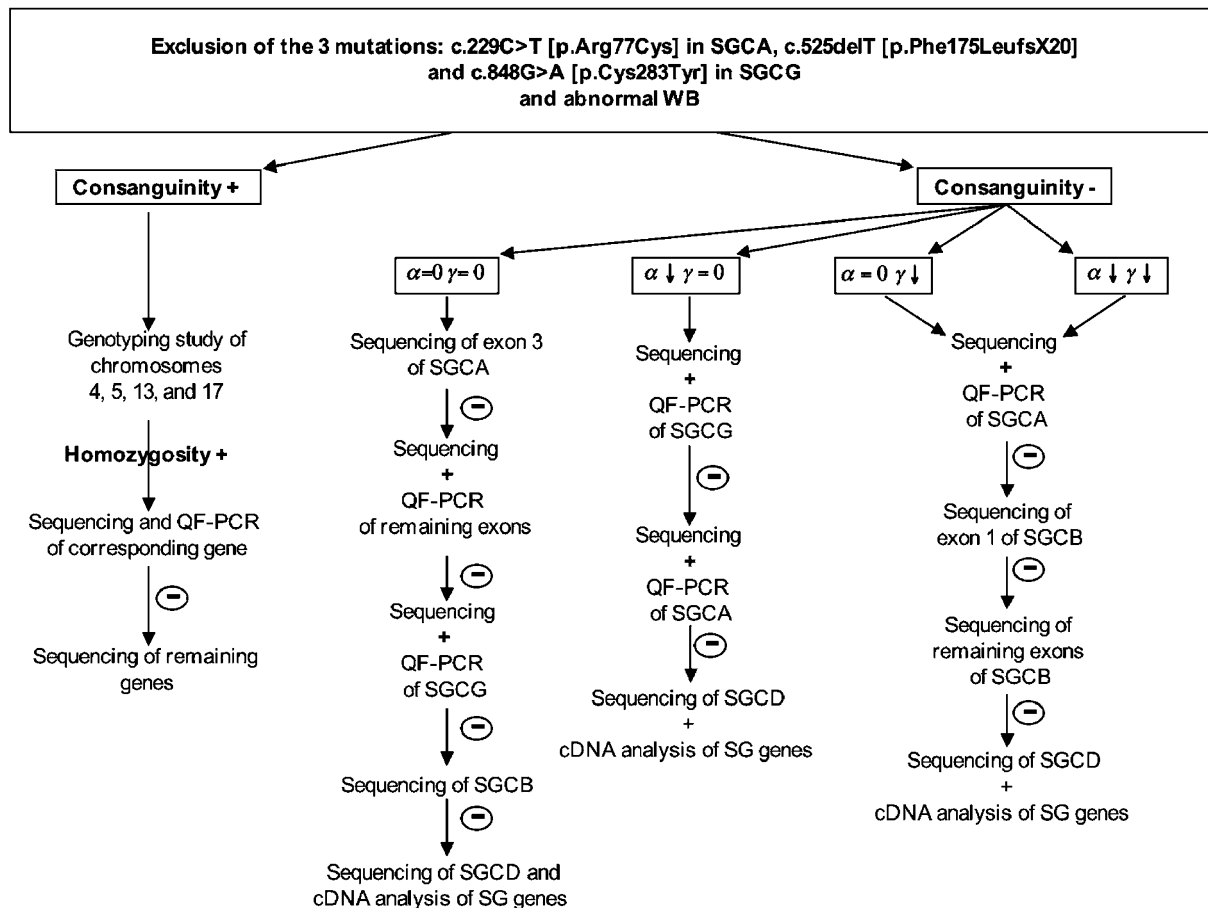 Exclusion of the 3 mutations: c.229C>T [p.Arg77Cys] in SGCA, c.525delT [p.Phe175LeufsX20]
and c.848G>A [p.Cys283Tyr] in SGCG
and abnormal WB
Consanguinity +
Consanguinity -
α=0 γ= 0
α ↓ γ = 0
α = 0 γ ↓
α ↓ γ ↓
Genotyping study of
chromosomes
4, 5, 13, and 17
Homozygosity +
Sequencing and QF-PCR
of corresponding gene
-
Sequencing of remaining
genes
Sequencing of exon 3
of SGCA
-
Sequencing
+
QF-PCR
of remaining exons
-
Sequencing
+
QF-PCR
of SGCG
-
Sequencing of SGCB
-
Sequencing of SGCD and
cDNA analysis of SG genes
Sequencing
+
QF-PCR
of SGCG
-
Sequencing
+
QF-PCR
of SGCA
-
Sequencing of SGCD
+
cDNA analysis of SG genes
Sequencing
+
QF-PCR
of SGCA
-
Sequencing of
exon 1 of SGCB
-
Sequencing of
remaining exons
of SGCB
-
Sequencing of SGCD
+
cDNA analysis of SG genes